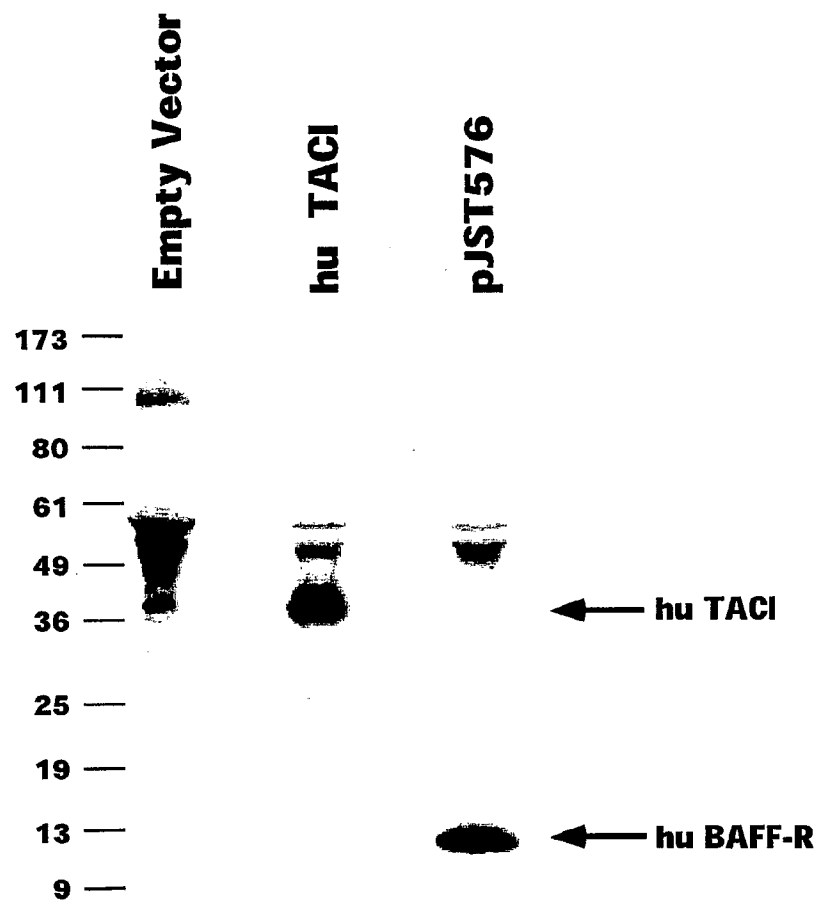 Empty Vector
hu TACI
pJST576
173
111
80
61
49
36
25
19
13
9
hu TACI
hu BAFF-R